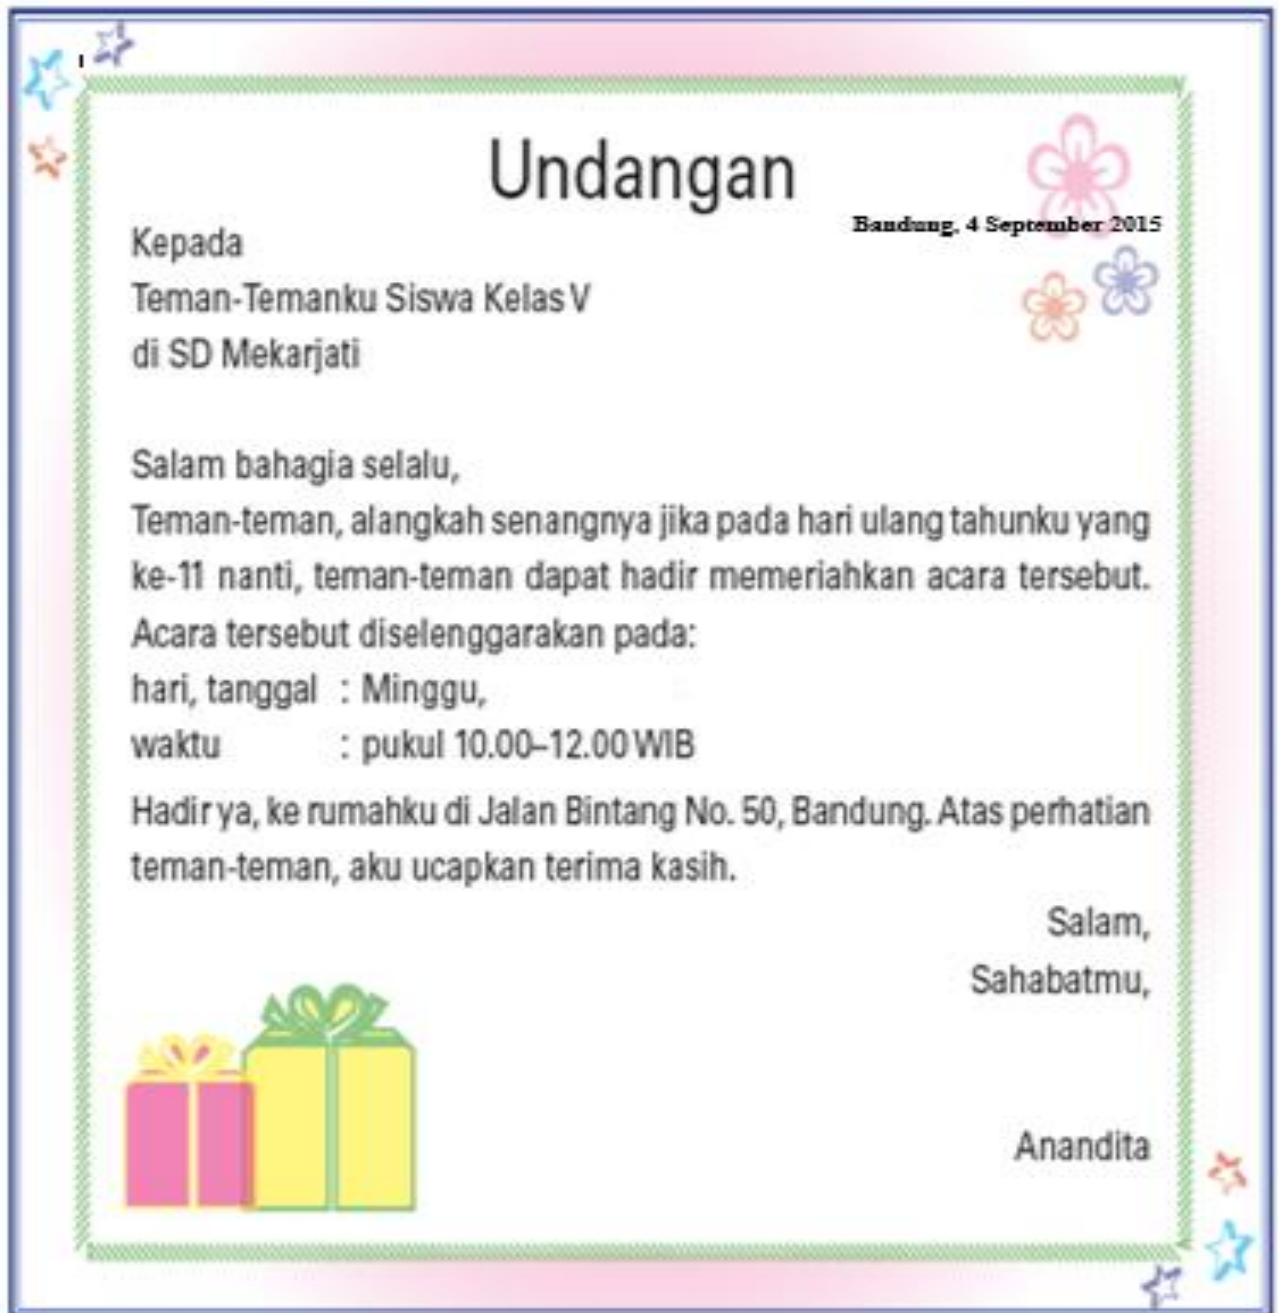 Undangan
Bandung, 4 September 2015
Kepada
Teman-Temanku Siswa Kelas V
di SD Mekarjati
Salam bahagia selalu,
Teman-teman, alangkah senangnya jika pada hari ulang tahunku yang
ke-11 nanti, teman-teman dapat hadir memeriahkan acara tersebut.
Acara tersebut diselenggarakan pada:
hari, tanggal : Minggu,
waktu : pukul 10.00–12.00 WIB
Hadir ya, ke rumahku di Jalan Bintang No. 50, Bandung. Atas perhatian
teman-teman, aku ucapkan terima kasih.
Salam,
Sahabatmu,
Anandita